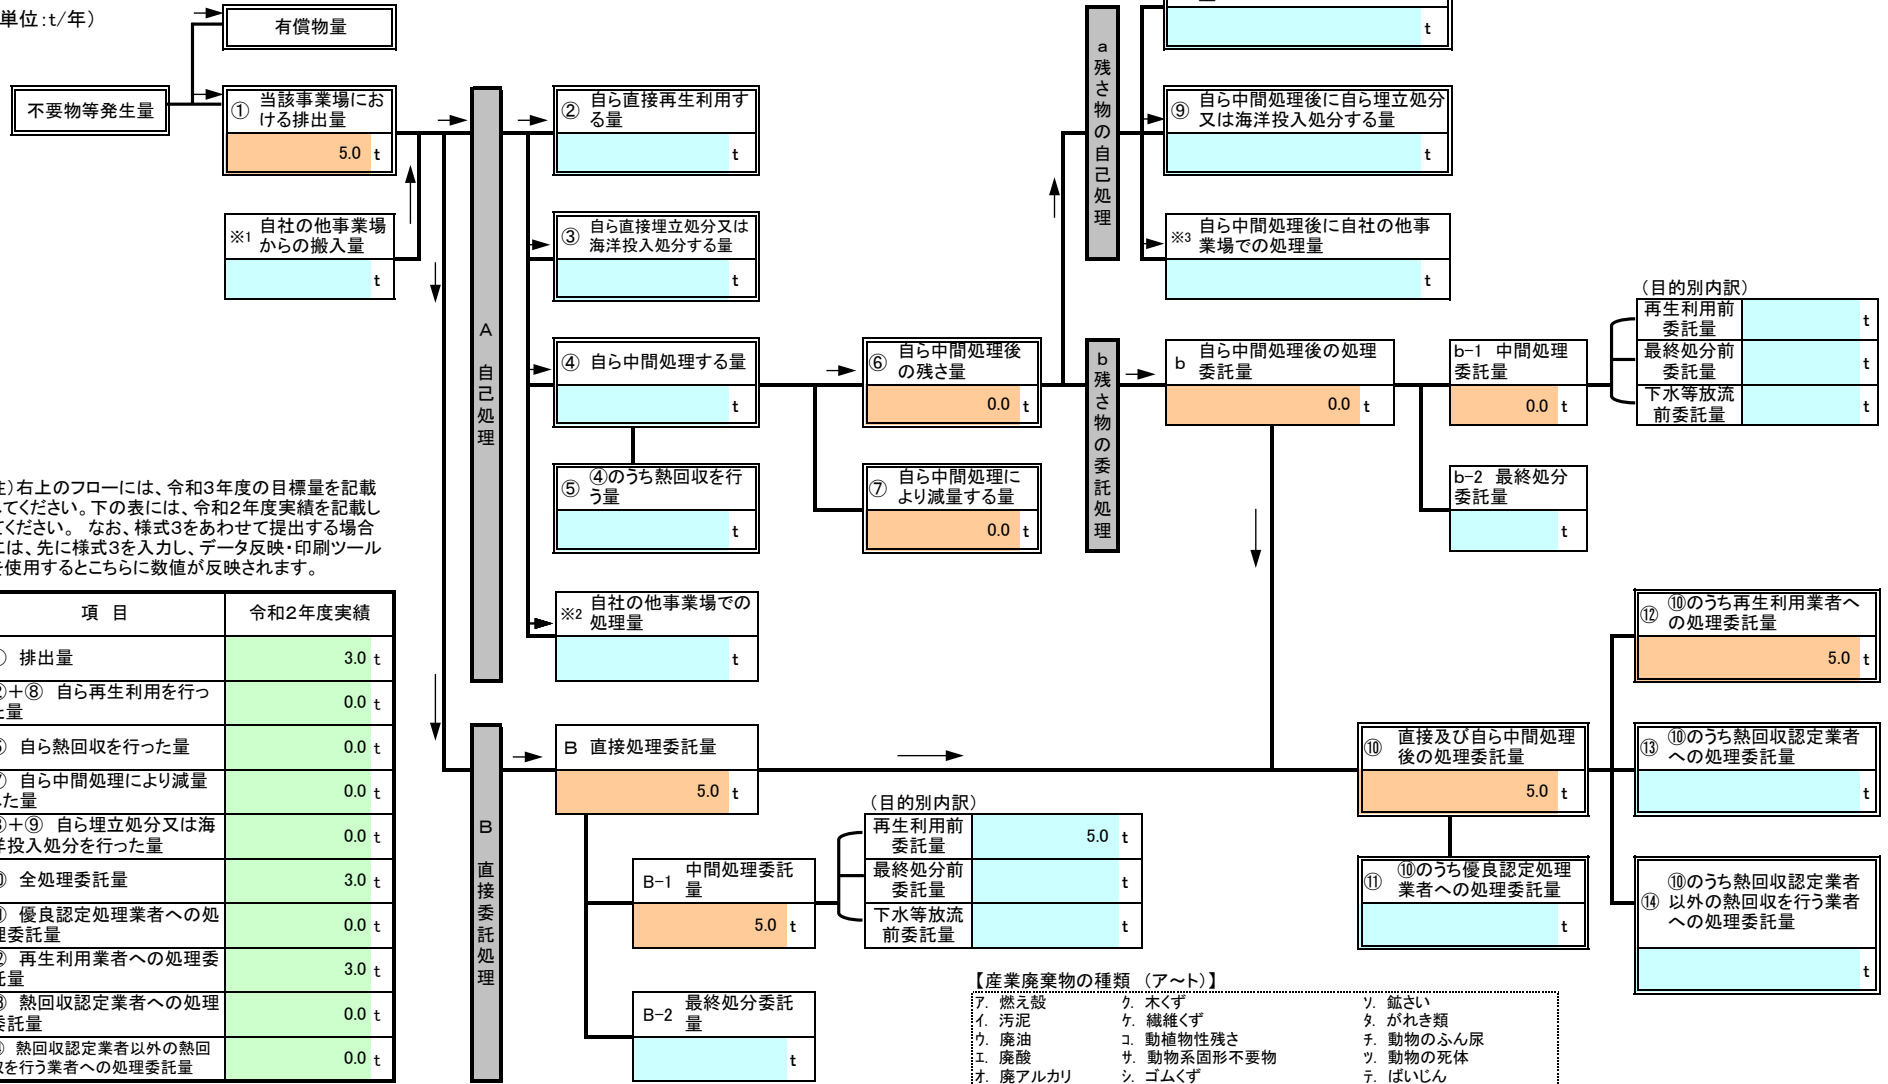 単位:t/年）
有償物量
t
不要物等発生量
① 当該事業場にお
ける排出量
5.0 t
※1 自社の他事業場
からの搬入量
t
A 自己処理
② 自ら直接再生利用す
る量
t
③ 自ら直接埋立処分又は
海洋投入処分する量
t
④ 自ら中間処理する量
t
⑤ ④のうち熱回収を行
う量
t
※2 自社の他事業場での
処理量
t
⑥ 自ら中間処理後
の残さ量
0.0 t
⑦ 自ら中間処理に
より減量する量
0.0 t
a 残さ物の自己処理
⑨ 自ら中間処理後に自ら埋立処分
又は海洋投入処分する量
t
※3 自ら中間処理後に自社の他事
業場での処理量
t
b 残さ物の委託処理
b 自ら中間処理後の処理
委託量
0.0 t
b-1 中間処理
委託量
0.0 t
b-2 最終処分
委託量
t
（目的別内訳）
再生利用前
委託量 t
最終処分前
委託量 t
下水等放流
前委託量 t
注）右上のフローには、令和3年度の目標量を記載
してください。下の表には、令和2年度実績を記載し
てください。 なお、様式3をあわせて提出する場合
には、先に様式3を入力し、データ反映・印刷ツール
を使用するとこちらに数値が反映されます。
項 目 令和2年度実績
① 排出量 3.0 t
②＋⑧ 自ら再生利用を行っ
た量 0.0 t
⑤ 自ら熱回収を行った量 0.0 t
⑦ 自ら中間処理により減量
した量 0.0 t
③＋⑨ 自ら埋立処分又は海
洋投入処分を行った量 0.0 t
⑩ 全処理委託量 3.0 t
⑪ 優良認定処理業者への処
理委託量 0.0 t
⑫ 再生利用業者への処理委
託量 3.0 t
⑬ 熱回収認定業者への処理
委託量 0.0 t
⑭ 熱回収認定業者以外の熱回
収を行う業者への処理委託量 0.0 t
B 直接委託処理
B 直接処理委託量
5.0 t
B-1 中間処理委託
量
5.0 t
B-2 最終処分委託
量
t
（目的別内訳）
再生利用前
委託量 5.0 t
最終処分前
委託量 t
下水等放流
前委託量 t
⑩ 直接及び自ら中間処理
後の処理委託量
5.0 t
⑪ ⑩のうち優良認定処理
業者への処理委託量
t
⑫ ⑩のうち再生利用業者へ
の処理委託量
5.0 t
⑬ ⑩のうち熱回収認定業者
への処理委託量
t
⑭ ⑩のうち熱回収認定業者
以外の熱回収を行う業者
への処理委託量
t
【産業廃棄物の種類 （ア～ト）】
ア. 燃え殻 ク. 木くず ソ. 鉱さい
イ. 汚泥 ケ. 繊維くず タ. がれき類
ウ. 廃油 コ. 動植物性残さ チ. 動物のふん尿
エ. 廃酸 サ. 動物系固形不要物 ツ. 動物の死体
オ. 廃アルカリ シ. ゴムくず テ. ばいじん